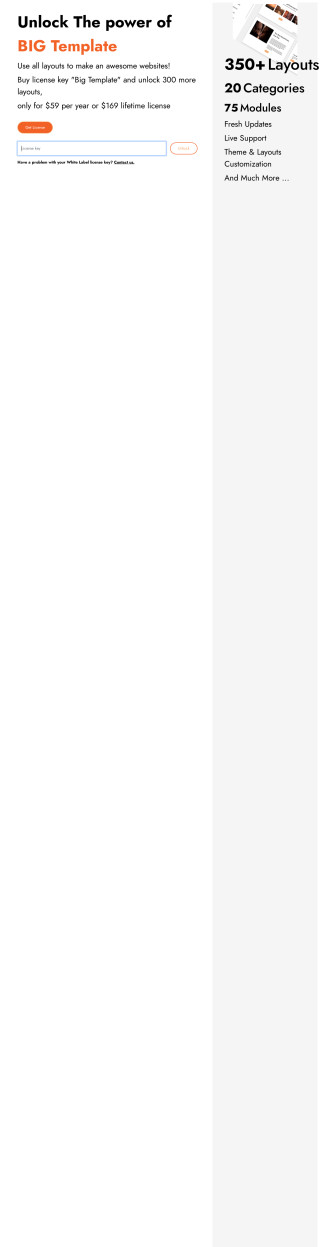 Unlock The power of
BIG Template
Use all layouts to make an awesome websites!
Buy license key "Big Template" and unlock 300 more
layouts,
only for $59 per year or $169 lifetime license
Get License
License key
Have a problem with your White Label license key? Contact us.
350+ Layouts
20 Categories
75 Modules
Fresh Updates
Live Support
Theme & Layouts
Customization
And Much More ...